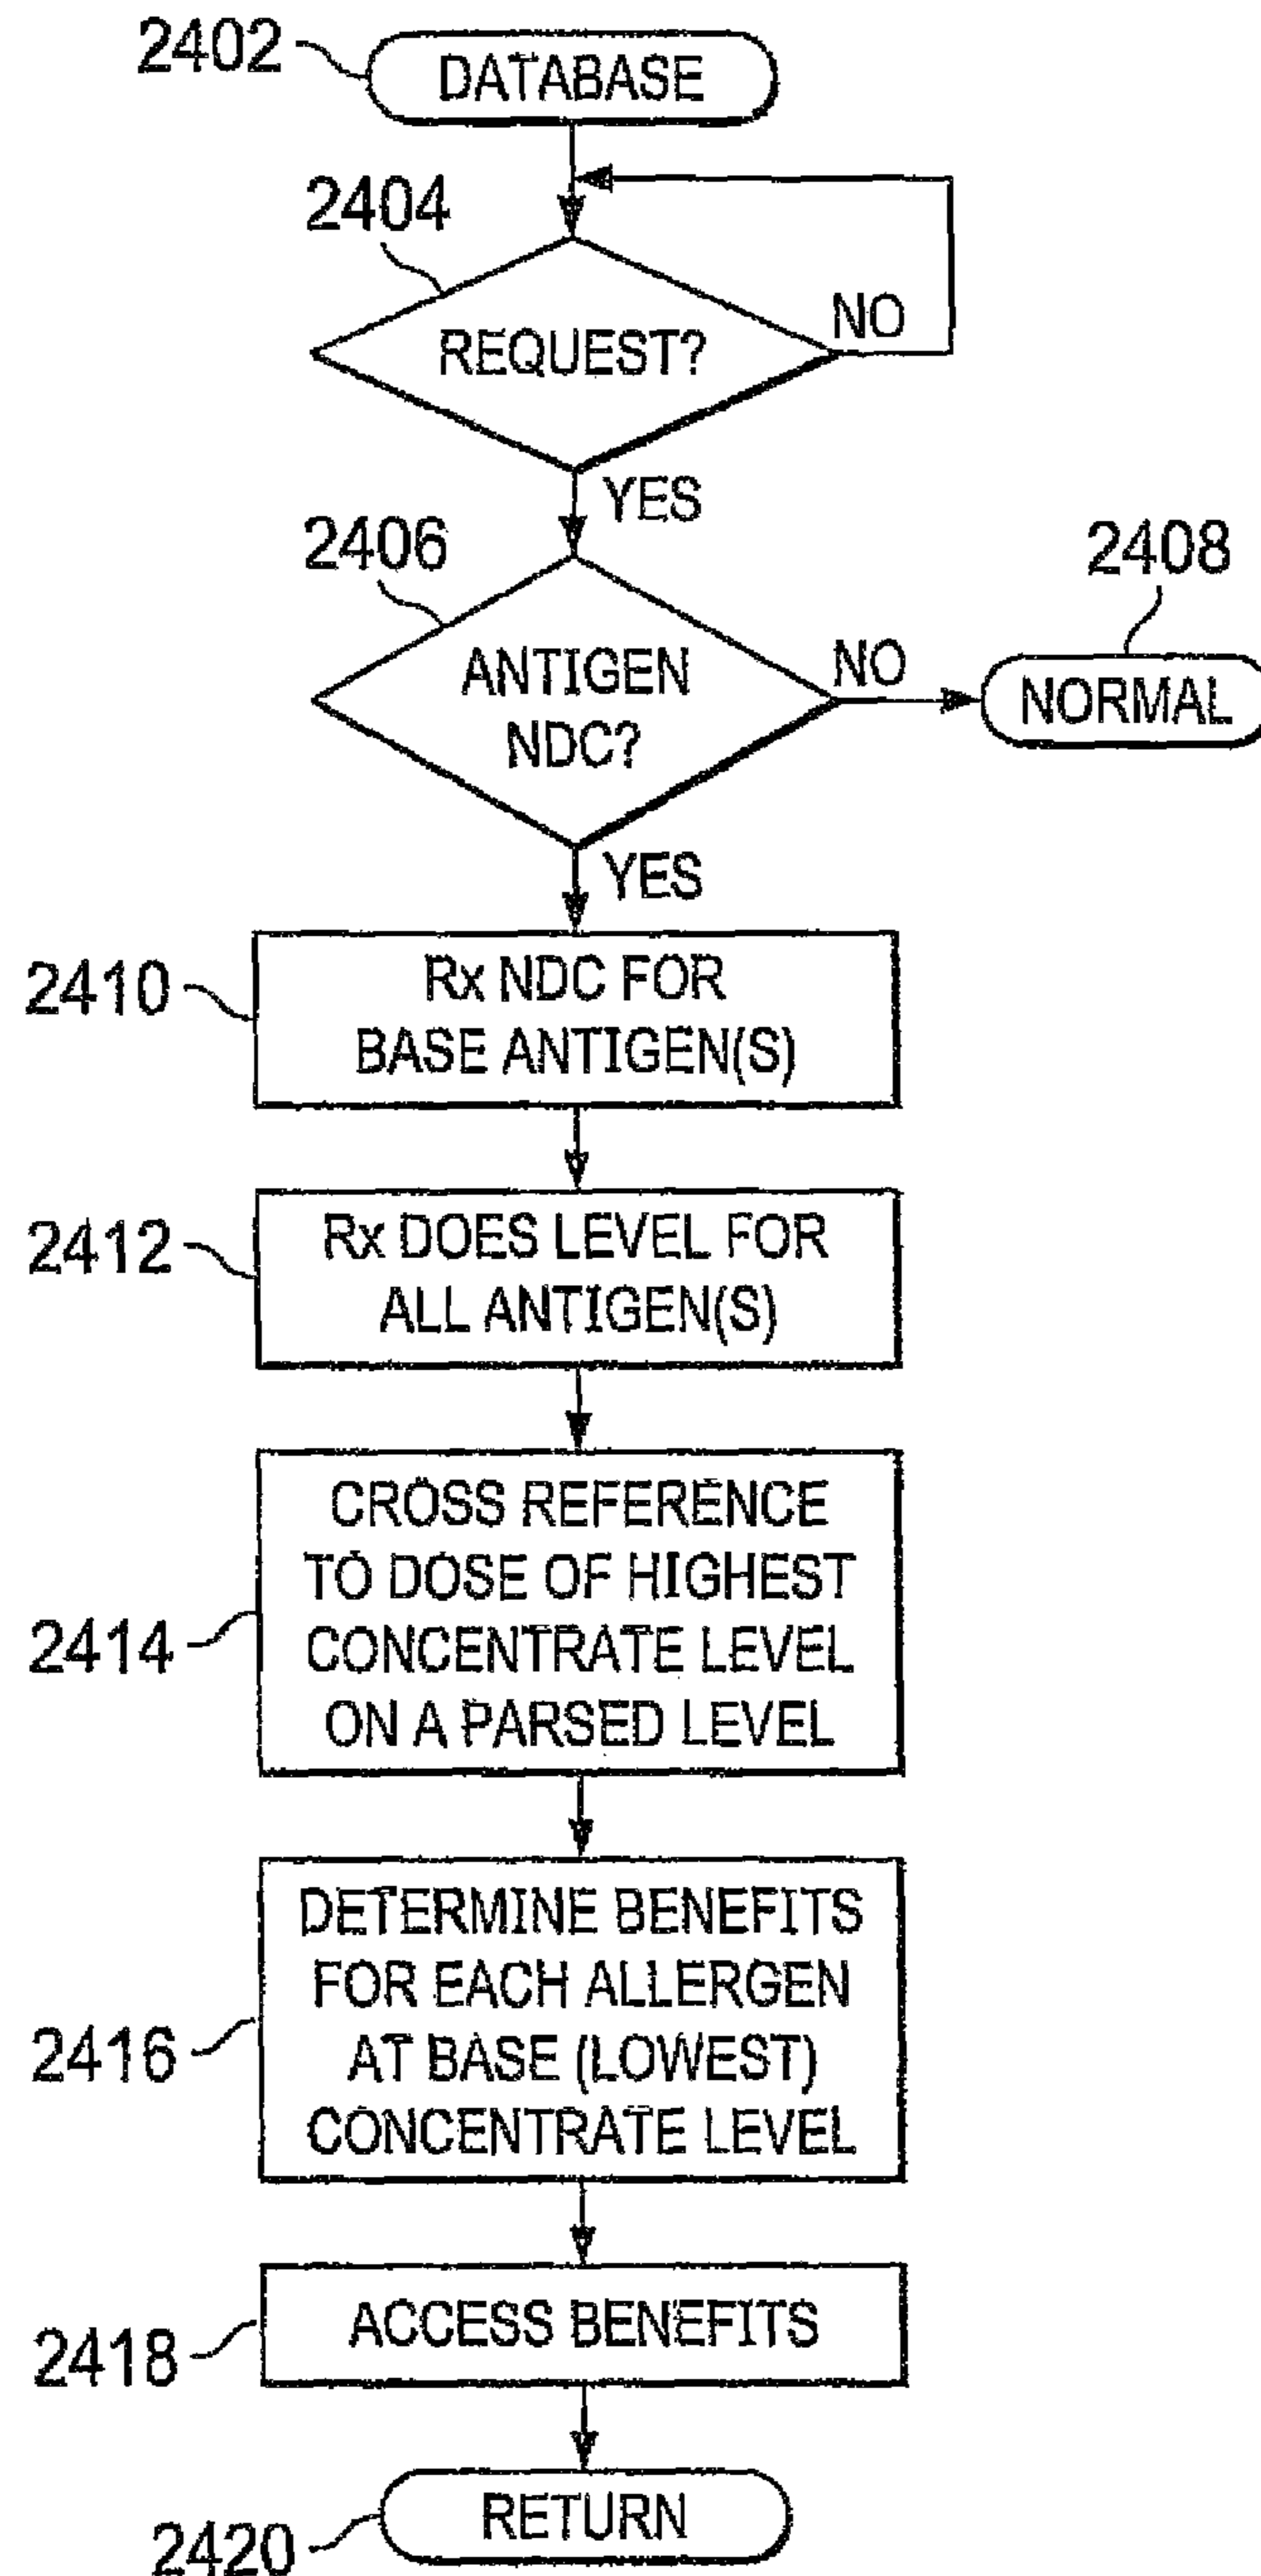 2402
DATABASE
2404
REQUEST?
NO
YES
2406
ANTIGEN
NDC?
NO
2408
NORMAL
YES
2410
Rx NDC FOR
BASE ANTIGEN(S)
2412
Rx DOES LEVEL FOR
ALL ANTIGEN(S)
2414
CROSS REFERENCE
TO DOSE OF HIGHEST
CONCENTRATE LEVEL
ON A PARSED LEVEL
2416
DETERMINE BENEFITS
FOR EACH ALLERGEN
AT BASE (LOWEST)
CONCENTRATE LEVEL
2418
ACCESS BENEFITS
2420
RETURN